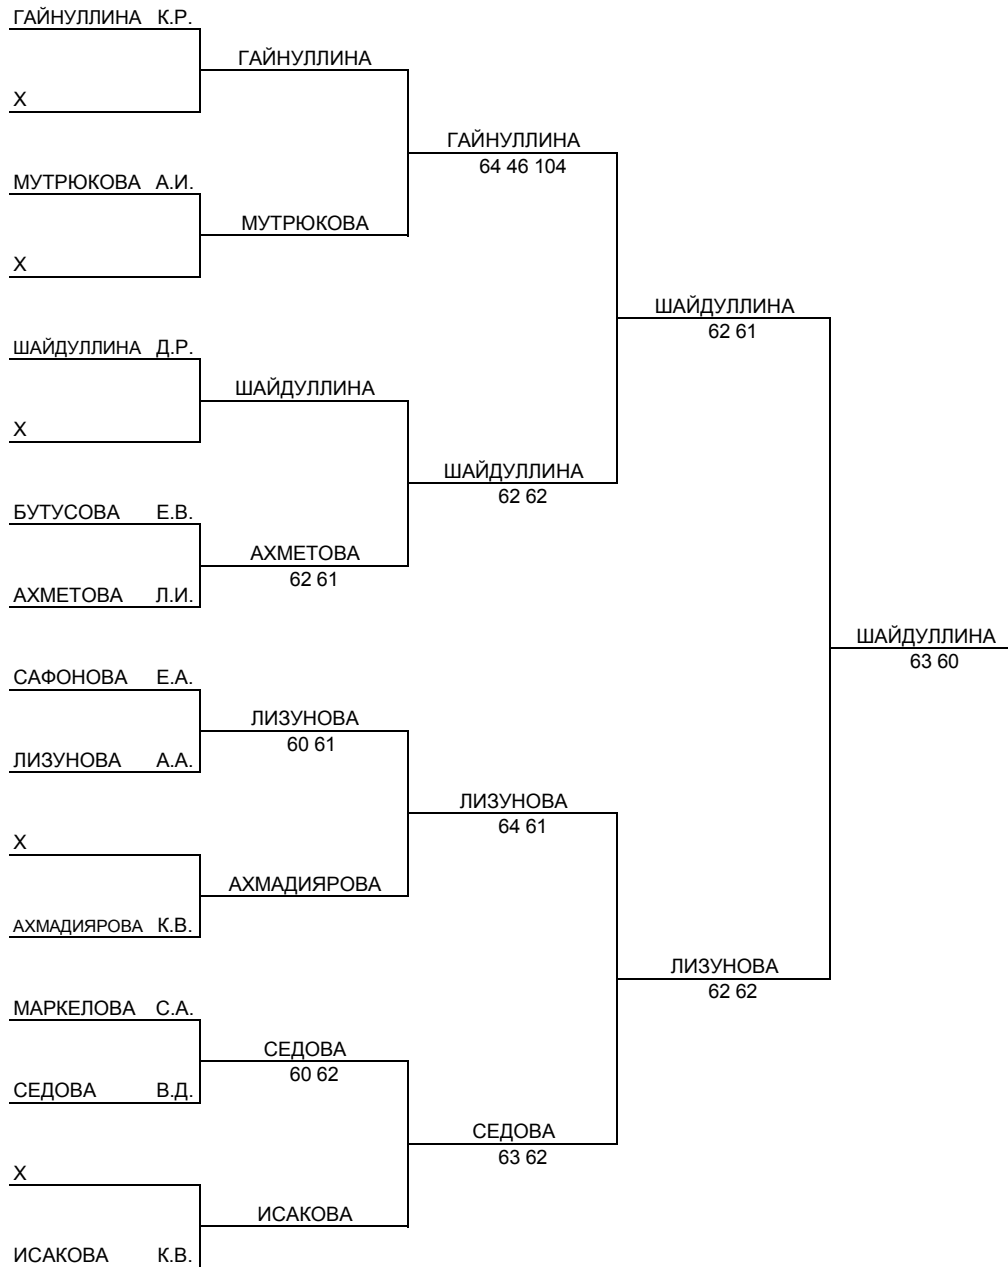 ГАЙНУЛЛИНА К.Р.
ГАЙНУЛЛИНА
Х
ГАЙНУЛЛИНА
64 46 104
МУТРЮКОВА А.И.
МУТРЮКОВА
Х
ШАЙДУЛЛИНА
62 61
ШАЙДУЛЛИНА Д.Р.
ШАЙДУЛЛИНА
Х
ШАЙДУЛЛИНА
62 62
БУТУСОВА Е.В.
АХМЕТОВА
62 61
АХМЕТОВА Л.И.
ШАЙДУЛЛИНА
63 60
САФОНОВА Е.А.
ЛИЗУНОВА
60 61
ЛИЗУНОВА А.А.
ЛИЗУНОВА
64 61
Х
АХМАДИЯРОВА
АХМАДИЯРОВА К.В.
ЛИЗУНОВА
62 62
МАРКЕЛОВА С.А.
СЕДОВА
60 62
СЕДОВА В.Д.
СЕДОВА
63 62
Х
ИСАКОВА
ИСАКОВА К.В.